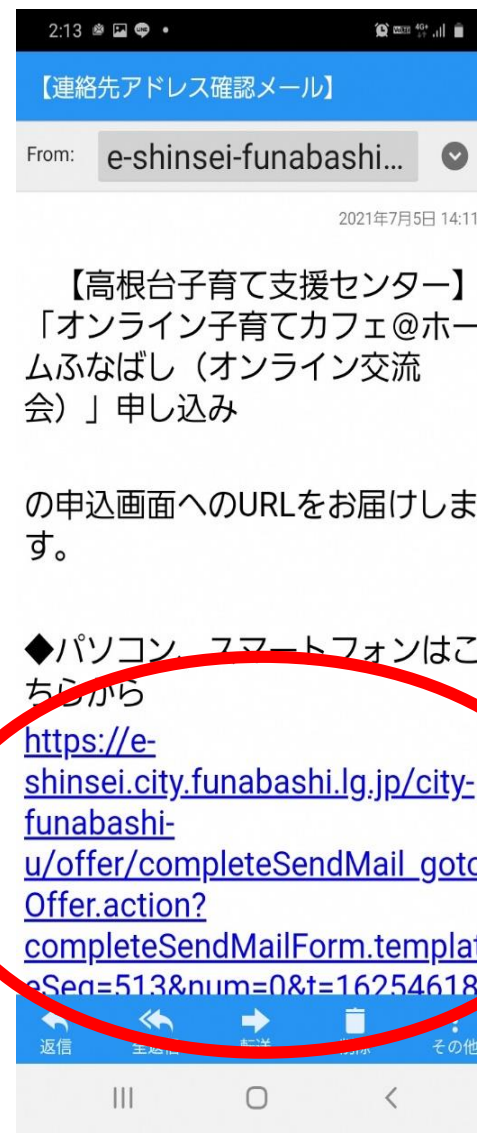 2:13
【連絡先アドレス確認メール】
From: e-shinsei-funabashi...
2021年7月5日 14:11
【高根台子育て支援センター】
「オンライン子育てカフェ@ホー
ムふなばし（オンライン交流
会）」申し込み
の申込画面へのURLをお届けしま
す。
◆パソコン、スマートフォンはこ
ちらから
https://e-
shinsei.city.funabashi.lg.jp/city-
funabashi-
u/offer/completeSendMail_goto
Offer.action?
completeSendMailForm.templat
eSeq=513&num=0&t=16254618
返信 全返信 転送 削除 その他